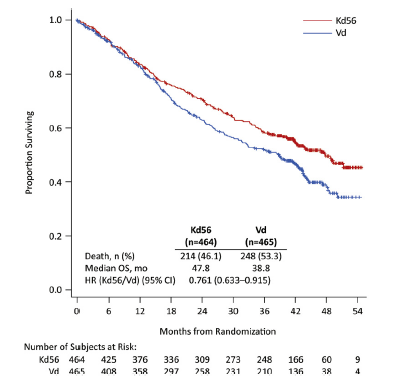 Kd56
Vd
1.0
0.8
0.6
0.4
0.2
0.0
Proportion Surviving
Kd56 Vd
(n=464) (n=465)
Death, n (%) 214 (46.1) 248 (53.3)
Median OS, mo 47.8 38.8
HR (Kd56/Vd) (95% CI) 0.761 (0.633–0.915)
0 6 12 18 24 30 36 42 48 54
Months from Randomization
Number of Subjects at Risk:
Kd56 464 425 376 336 309 273 248 166 60 9
Vd 465 408 358 297 258 231 210 136 38 4